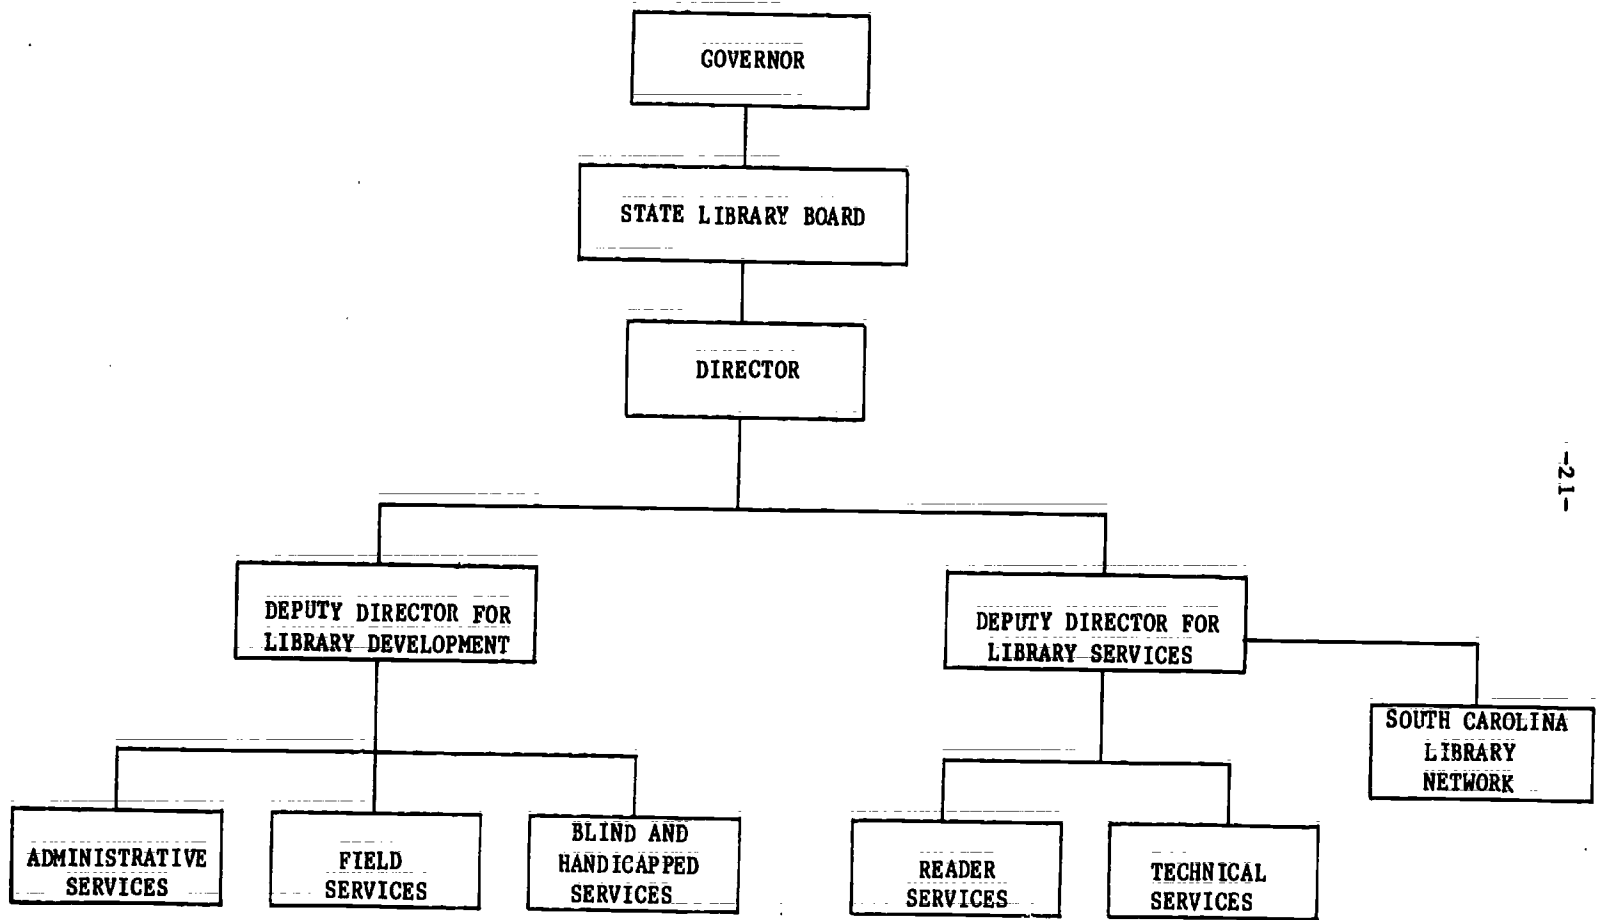 GOVERNOR
STATE LIBRARY BOARD
DIRECTOR
-21-
DEPUTY DIRECTOR FOR
LIBRARY DEVELOPMENT
DEPUTY DIRECTOR FOR
LIBRARY SERVICES
SOUTH CAROLINA
LIBRARY
NETWORK
ADMINISTRATIVE
SERVICES
FIELD
SERVICES
BLIND AND
HANDICAPPED
SERVICES
READER
SERVICES
TECHNICAL
SERVICES